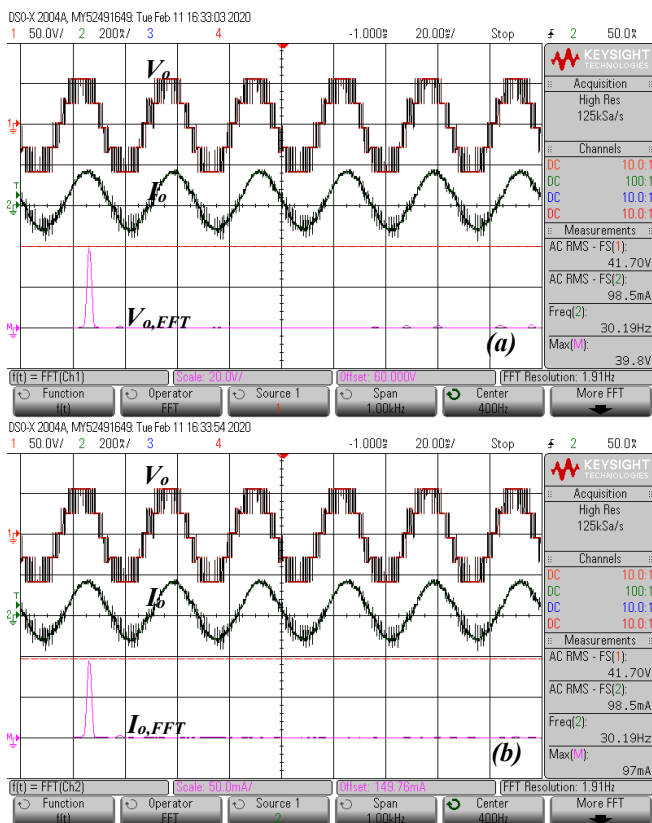 DSO-X 2004A, MY52491649: Tue Feb 11 16:33:03 2020
1 50.0V/ 2 200%/ 3 4 -1.000% 20.00%/ Stop 2 50.0%
Vo
Io
Vo,FFT
(a)
KEYSIGHT
TECHNOLOGIES
Acquisition
High Res
125kSa/s
Channels
DC 10.0:1
DC 100:1
DC 10.0:1
DC 10.0:1
Measurements
AC RMS - FS(1):
41.70V
AC RMS - FS(2):
98.5mA
Freq(2):
30.19Hz
Max(M):
39.8V
f(t) = FFT(Ch1) Scale: 20.0V/ Offset: 60.000V FFT Resolution: 1.91Hz
Function Operator Source 1 Span Center More FFT
f(t) FFT 1 1.00kHz 400Hz
DSO-X 2004A, MY52491649: Tue Feb 11 16:33:54 2020
1 50.0V/ 2 200%/ 3 4 -1.000% 20.00%/ Stop 2 50.0%
Vo
Io
Io,FFT
(b)
KEYSIGHT
TECHNOLOGIES
Acquisition
High Res
125kSa/s
Channels
DC 10.0:1
DC 100:1
DC 10.0:1
DC 10.0:1
Measurements
AC RMS - FS(1):
41.70V
AC RMS - FS(2):
98.5mA
Freq(2):
30.19Hz
Max(M):
97mA
f(t) = FFT(Ch2) Scale: 50.0mA/ Offset: 149.76mA FFT Resolution: 1.91Hz
Function Operator Source 1 Span Center More FFT
f(t) FFT 2 1.00kHz 400Hz